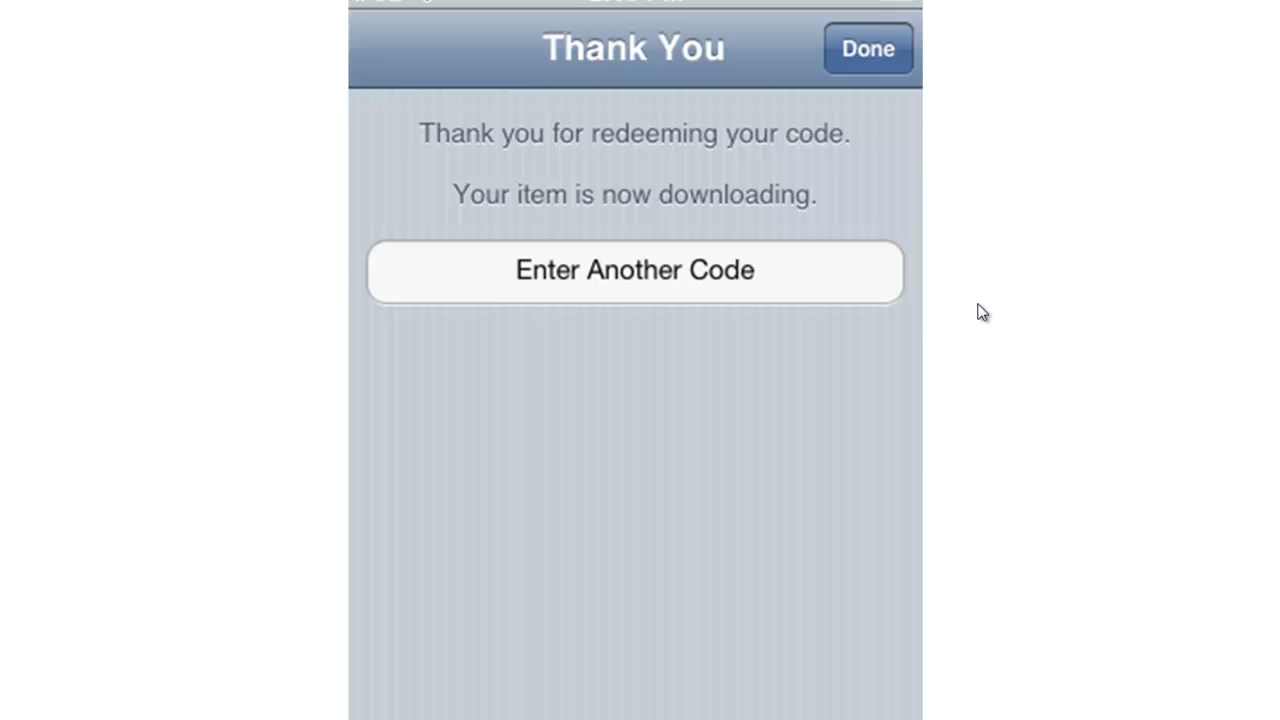 Thank You
Done
Thank you for redeeming your code.
Your item is now downloading.
Enter Another Code